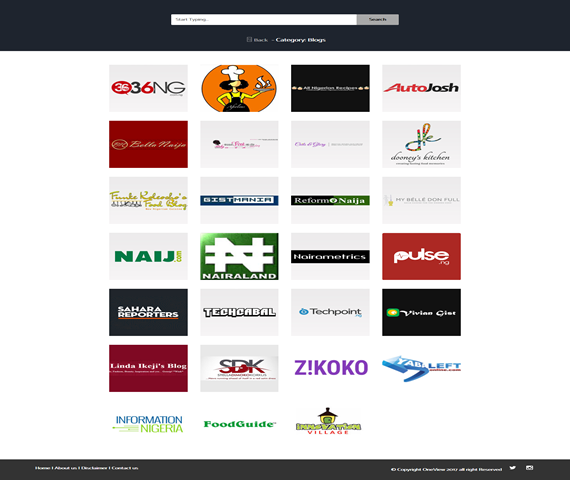 Start Typing..
Search
Back - Category: Blogs
36NG
All Nigerian Recipes
AutoJosh
Bella Naija
dooney's kitchen
Funke Koleosho's
Food Blog
GISTMANIA
Reform Naija
MY BELLE DON FULL
NAIJ.com
N
NAIRALAND
Nairametrics
pulse
.ng
SAHARA
REPORTERS
TECHCABAL
Techpoint
Vivian Gist
Linda Ikeji's Blog
SDK
Z!KOKO
YABALEFT
online.com
INFORMATION
NIGERIA
FoodGuide
INNOVATION
VILLAGE
Home | About us | Disclaimer | Contact us
© Copyright OneView 2017 all right Reserved